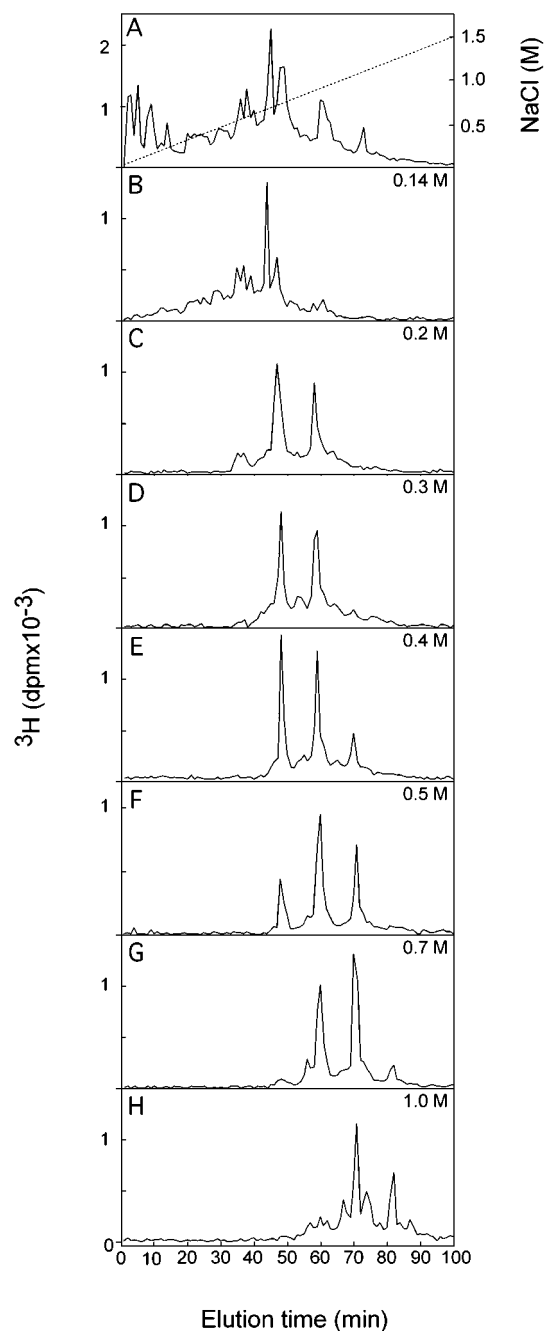 A
2
1
1.5
1.0
0.5
NaCl (M)
B
0.14 M
1
C
0.2 M
1
D
0.3 M
1
E
0.4 M
1
F
0.5 M
1
G
0.7 M
1
H
1.0 M
1
0
³H (dpmx10⁻³)
0 10 20 30 40 50 60 70 80 90 100
Elution time (min)